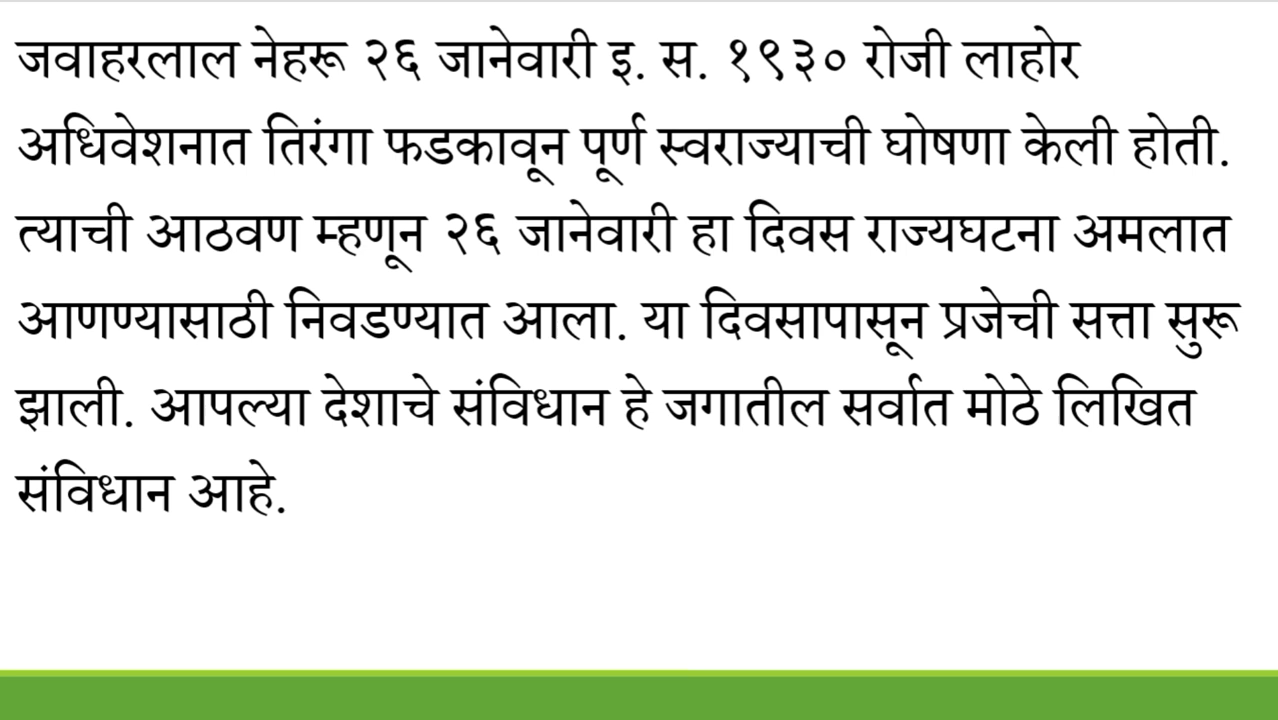 जवाहरलाल नेहरू २६ जानेवारी इ. स. १९३० रोजी लाहोर
अधिवेशनात तिरंगा फडकावून पूर्ण स्वराज्याची घोषणा केली होती.
त्याची आठवण म्हणून २६ जानेवारी हा दिवस राज्यघटना अमलात
आणण्यासाठी निवडण्यात आला. या दिवसापासून प्रजेची सत्ता सुरू
झाली. आपल्या देशाचे संविधान हे जगातील सर्वात मोठे लिखित
संविधान आहे.